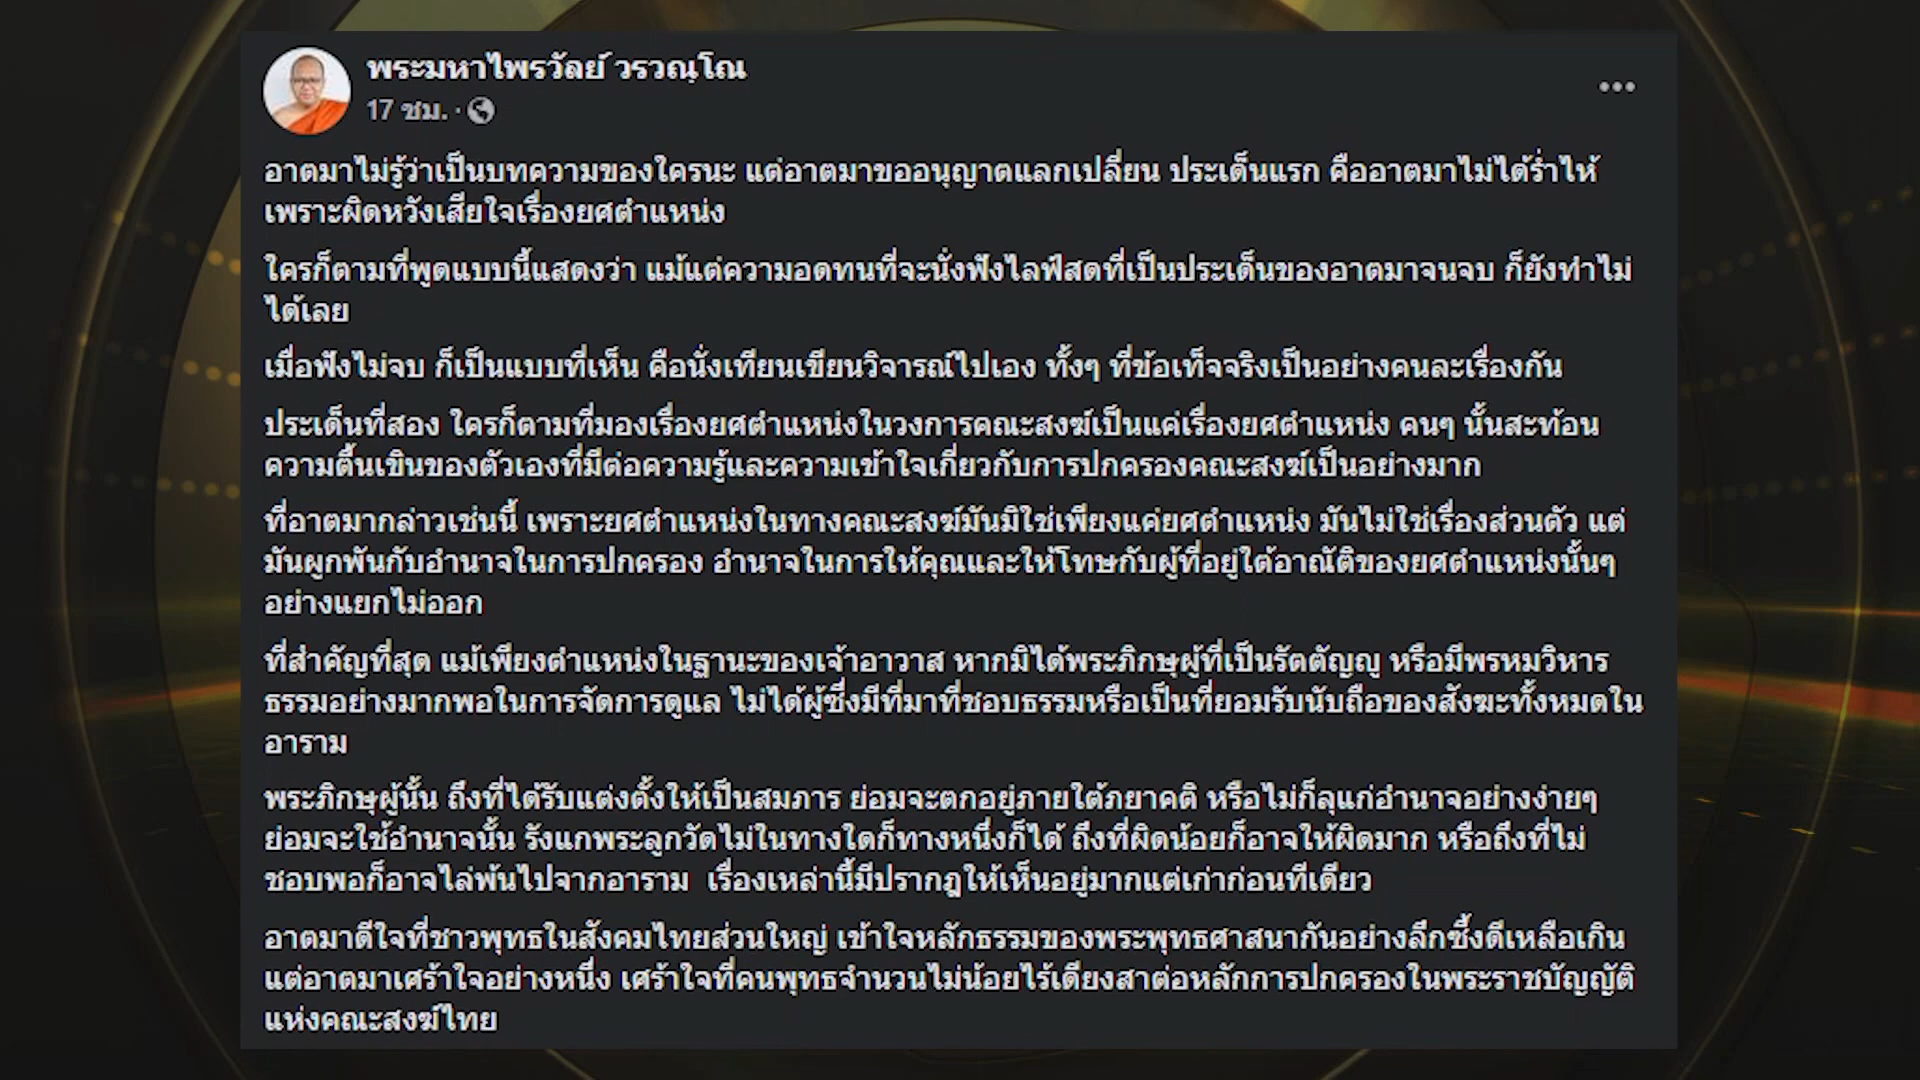 พระมหาไพรวัลย์ วรวณฺโณ
17 ชม. ·
อาตมาไม่รู้ว่าเป็นบทความของใครนะ แต่อาตมาขออนุญาตแลกเปลี่ยน ประเด็นแรก คืออาตมาไม่ได้ร่ำไห้
เพราะผิดหวังเสียใจเรื่องยศตำแหน่ง
ใครก็ตามที่พูดแบบนี้แสดงว่า แม้แต่ความอดทนที่จะนั่งฟังไลฟ์สดที่เป็นประเด็นของอาตมาจนจบ ก็ยังทำไม่
ได้เลย
เมื่อฟังไม่จบ ก็เป็นแบบที่เห็น คือนั่งเทียนเขียนวิจารณ์ไปเอง ทั้งๆ ที่ข้อเท็จจริงเป็นอย่างคนละเรื่องกัน
ประเด็นที่สอง ใครก็ตามที่มองเรื่องยศตำแหน่งในวงการคณะสงฆ์เป็นแค่เรื่องยศตำแหน่ง คนๆ นั้นสะท้อน
ความตื้นเขินของตัวเองที่มีต่อความรู้และความเข้าใจเกี่ยวกับการปกครองคณะสงฆ์เป็นอย่างมาก
ที่อาตมากล่าวเช่นนี้ เพราะยศตำแหน่งในทางคณะสงฆ์มันมิใช่เพียงแค่ยศตำแหน่ง มันไม่ใช่เรื่องส่วนตัว แต่
มันผูกพันกับอำนาจในการปกครอง อำนาจในการให้คุณและให้โทษกับผู้ที่อยู่ใต้อาณัติของยศตำแหน่งนั้นๆ
อย่างแยกไม่ออก
ที่สำคัญที่สุด แม้เพียงตำแหน่งในฐานะของเจ้าอาวาส หากมิได้พระภิกษุผู้ที่เป็นรัตตัญญู หรือมีพรหมวิหาร
ธรรมอย่างมากพอในการจัดการดูแล ไม่ได้ผู้ซึ่งมีที่มาที่ชอบธรรมหรือเป็นที่ยอมรับนับถือของสังฆะทั้งหมดใน
อาราม
พระภิกษุผู้นั้น ถึงที่ได้รับแต่งตั้งให้เป็นสมภาร ย่อมจะตกอยู่ภายใต้ภยาคติ หรือไม่ก็ลุแก่อำนาจอย่างง่ายๆ
ย่อมจะใช้อำนาจนั้น รังแกพระลูกวัดไม่ในทางใดก็ทางหนึ่งก็ได้ ถึงที่ผิดน้อยก็อาจให้ผิดมาก หรือถึงที่ไม่
ชอบพอก็อาจไล่พ้นไปจากอาราม เรื่องเหล่านี้มีปรากฏให้เห็นอยู่มากแต่เก่าก่อนทีเดียว
อาตมาดีใจที่ชาวพุทธในสังคมไทยส่วนใหญ่ เข้าใจหลักธรรมของพระพุทธศาสนากันอย่างลึกซึ้งดีเหลือเกิน
แต่อาตมาเศร้าใจอย่างหนึ่ง เศร้าใจที่คนพุทธจำนวนไม่น้อยไร้เดียงสาต่อหลักการปกครองในพระราชบัญญัติ
แห่งคณะสงฆ์ไทย